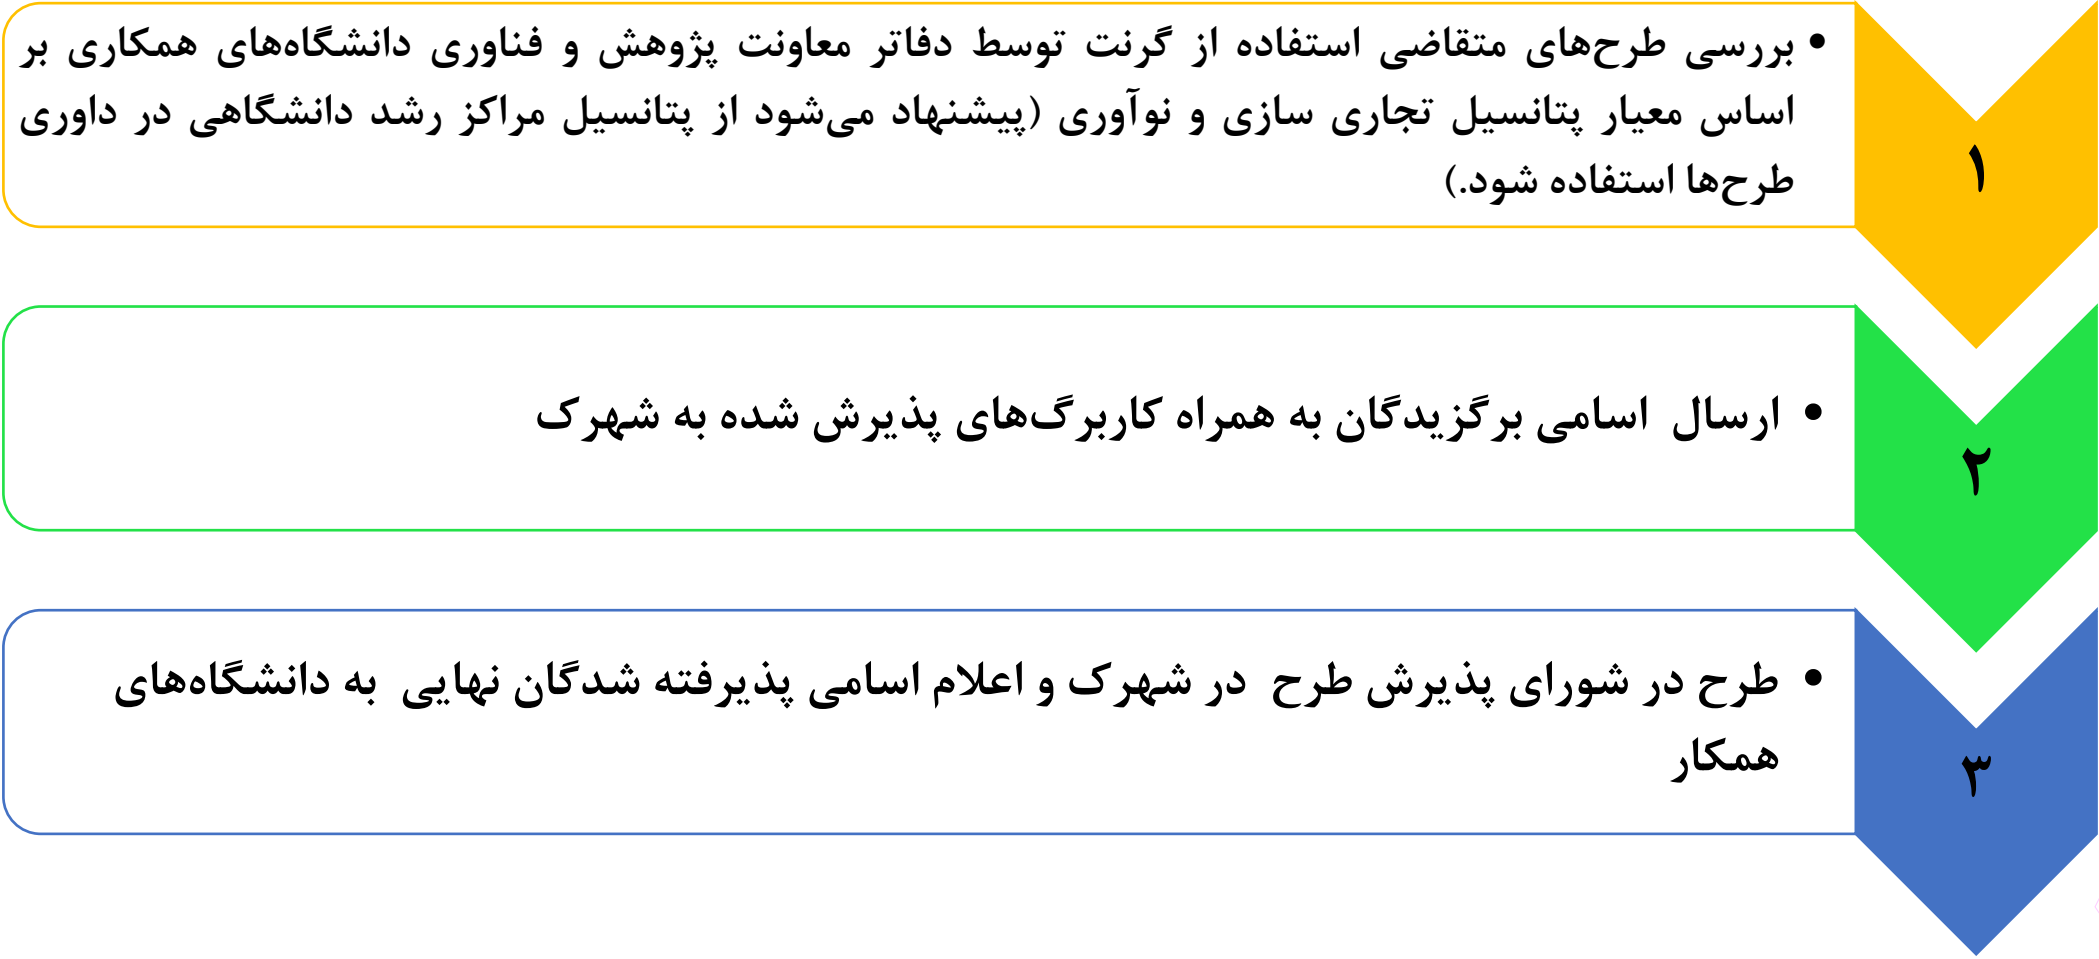 • بررسی طرح‌های متقاضی استفاده از گرنت توسط دفاتر معاونت پژوهش و فناوری دانشگاه‌های همکاری بر
اساس معیار پتانسیل تجاری سازی و نوآوری (پیشنهاد می‌شود از پتانسیل مراکز رشد دانشگاهی در داوری
طرح‌ها استفاده شود.)
۱
• ارسال اسامی برگزیدگان به همراه کاربرگ‌های پذیرش شده به شهرک
۲
• طرح در شورای پذیرش طرح در شهرک و اعلام اسامی پذیرفته شدگان نهایی به دانشگاه‌های
همکار
۳